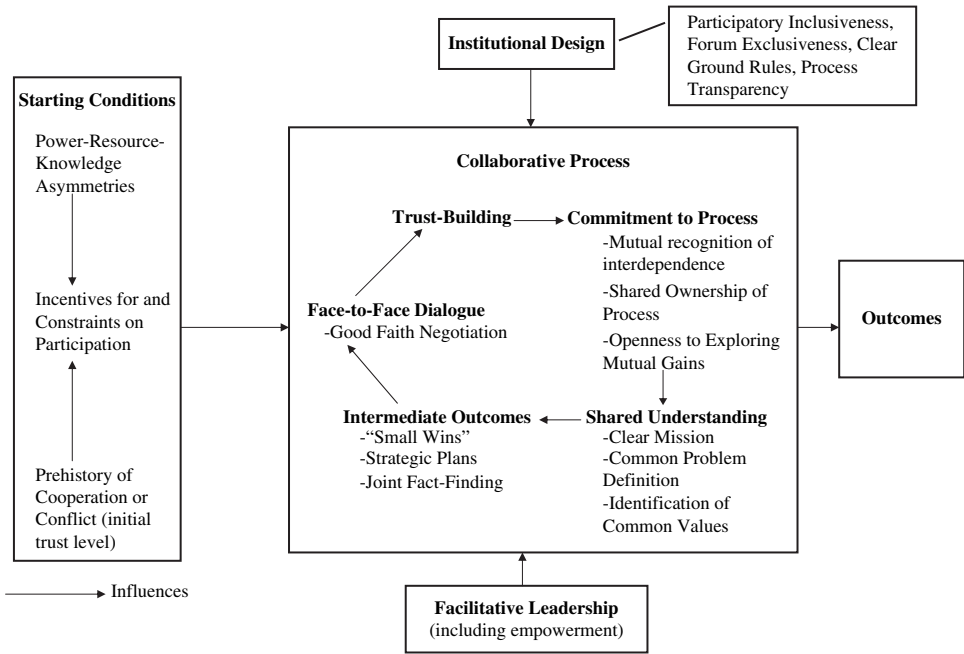 Institutional Design
Participatory Inclusiveness,
Forum Exclusiveness, Clear
Ground Rules, Process
Transparency
Starting Conditions
Power-Resource-
Knowledge
Asymmetries
Incentives for and
Constraints on
Participation
Prehistory of
Cooperation or
Conflict (initial
trust level)
Collaborative Process
Trust-Building
Commitment to Process
-Mutual recognition of
interdependence
-Shared Ownership of
Process
-Openness to Exploring
Mutual Gains
Face-to-Face Dialogue
-Good Faith Negotiation
Intermediate Outcomes
-“Small Wins”
-Strategic Plans
-Joint Fact-Finding
Shared Understanding
-Clear Mission
-Common Problem
Definition
-Identification of
Common Values
Outcomes
Influences
Facilitative Leadership
(including empowerment)